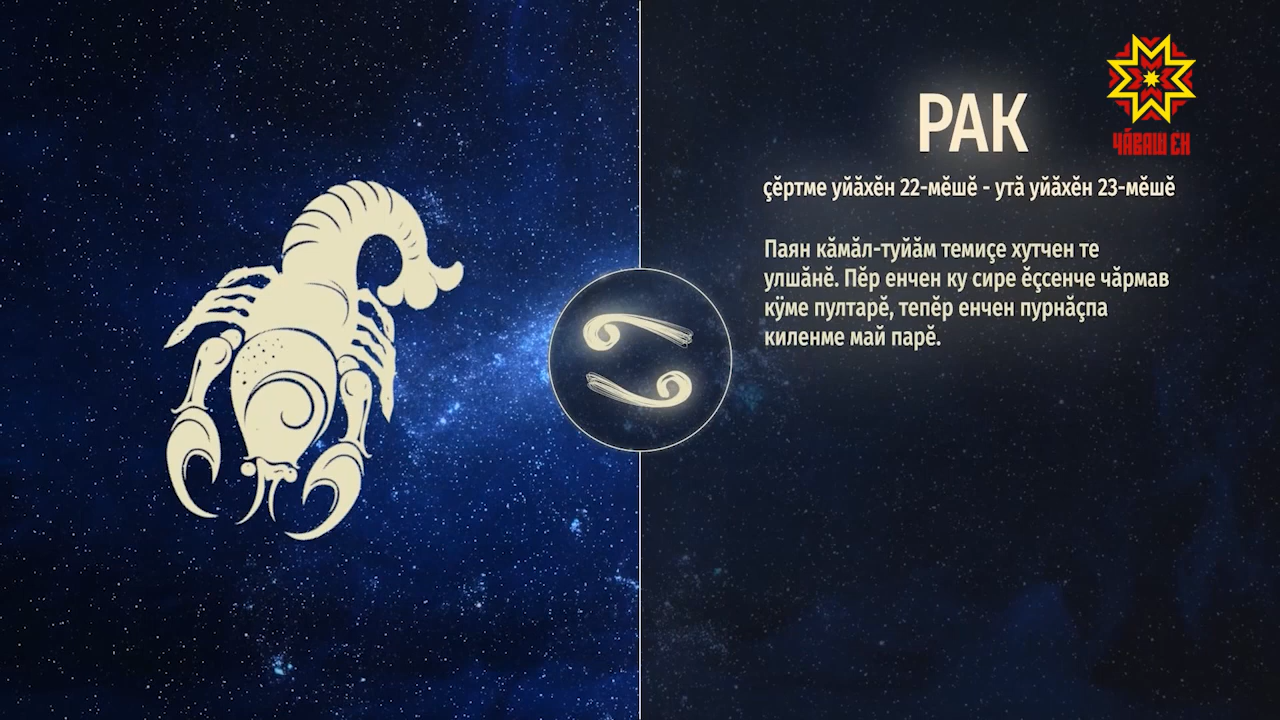 РАК
ЧӐВАШ ЕН
ҫӗртме уйӑхӗн 22-мӗшӗ - утӑ уйӑхӗн 23-мӗшӗ
Паян кӑмӑл-туйӑм темиҫе хутчен те
улшӑнӗ. Пӗр енчен ку сире ӗҫсенче чӑрмав
кӳме пултарӗ, тепӗр енчен пурнӑҫпа
киленме май парӗ.